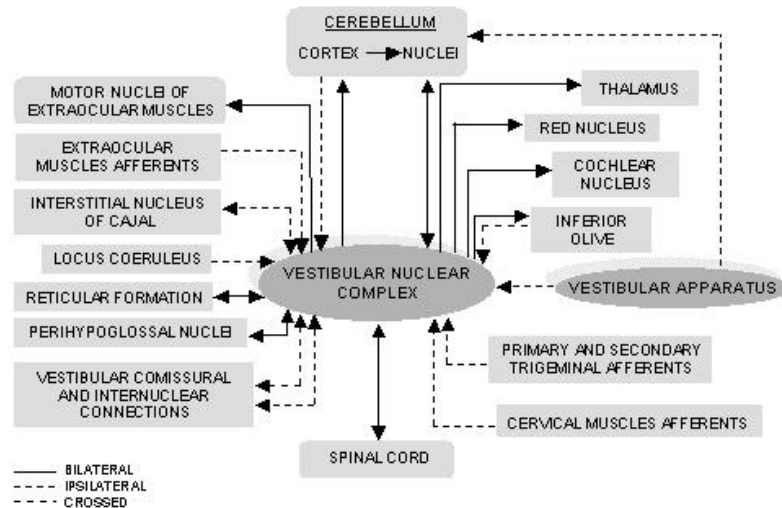 CEREBELLUM
CORTEX
NUCLEI
MOTOR NUCLEI OF
EXTRAOCULAR MUSCLES
EXTRAOCULAR
MUSCLES AFFERENTS
INTERSTITIAL NUCLEUS
OF CAJAL
LOCUS COERULEUS
RETICULAR FORMATION
PERIHYPOGLOSSAL NUCLEI
VESTIBULAR COMISSURAL
AND INTERNUCLEAR
CONNECTIONS
THALAMUS
RED NUCLEUS
COCHLEAR
NUCLEUS
INFERIOR
OLIVE
VESTIBULAR NUCLEAR
COMPLEX
VESTIBULAR APPARATUS
PRIMARY AND SECONDARY
TRIGEMINAL AFERENTS
CERVICAL MUSCLES AFERENTS
SPINAL CORD
BILATERAL
IPSILATERAL
CROSSED